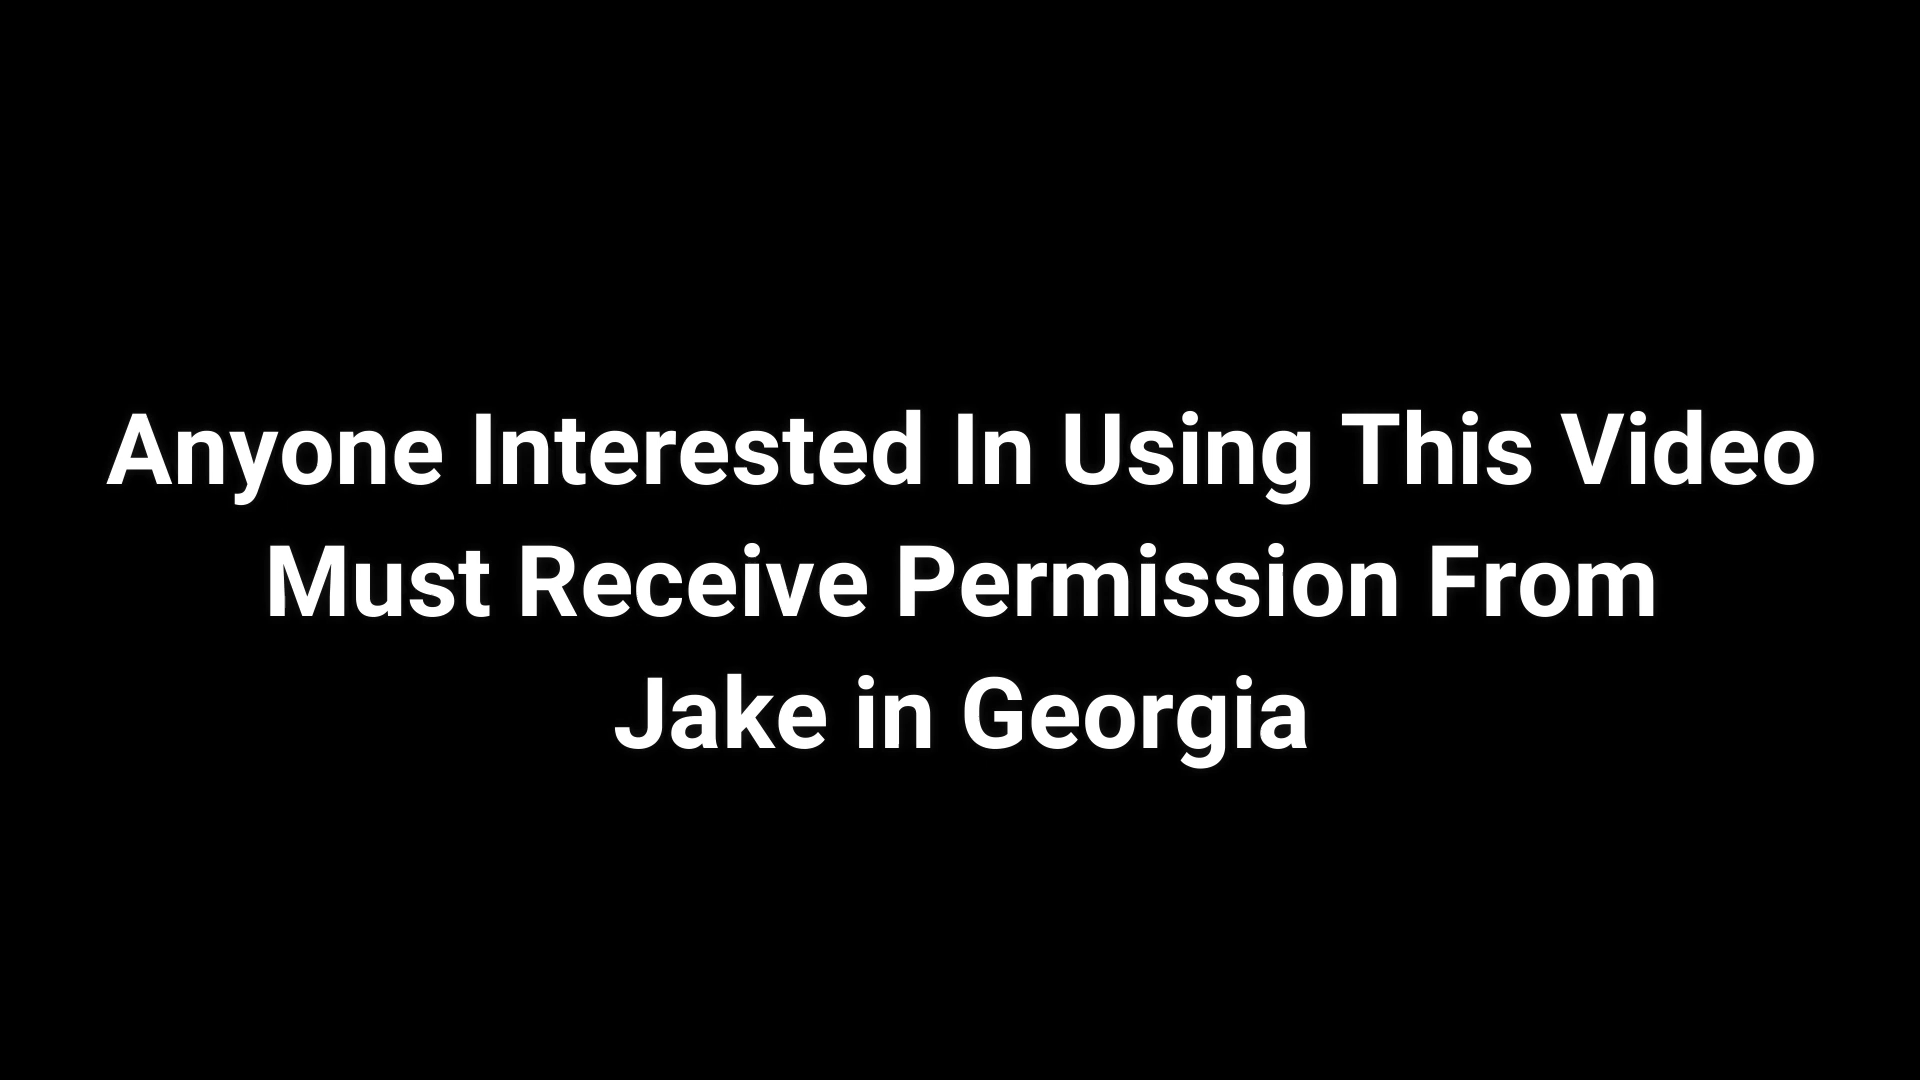 Anyone Interested In Using This Video
Must Receive Permission From
Jake in Georgia